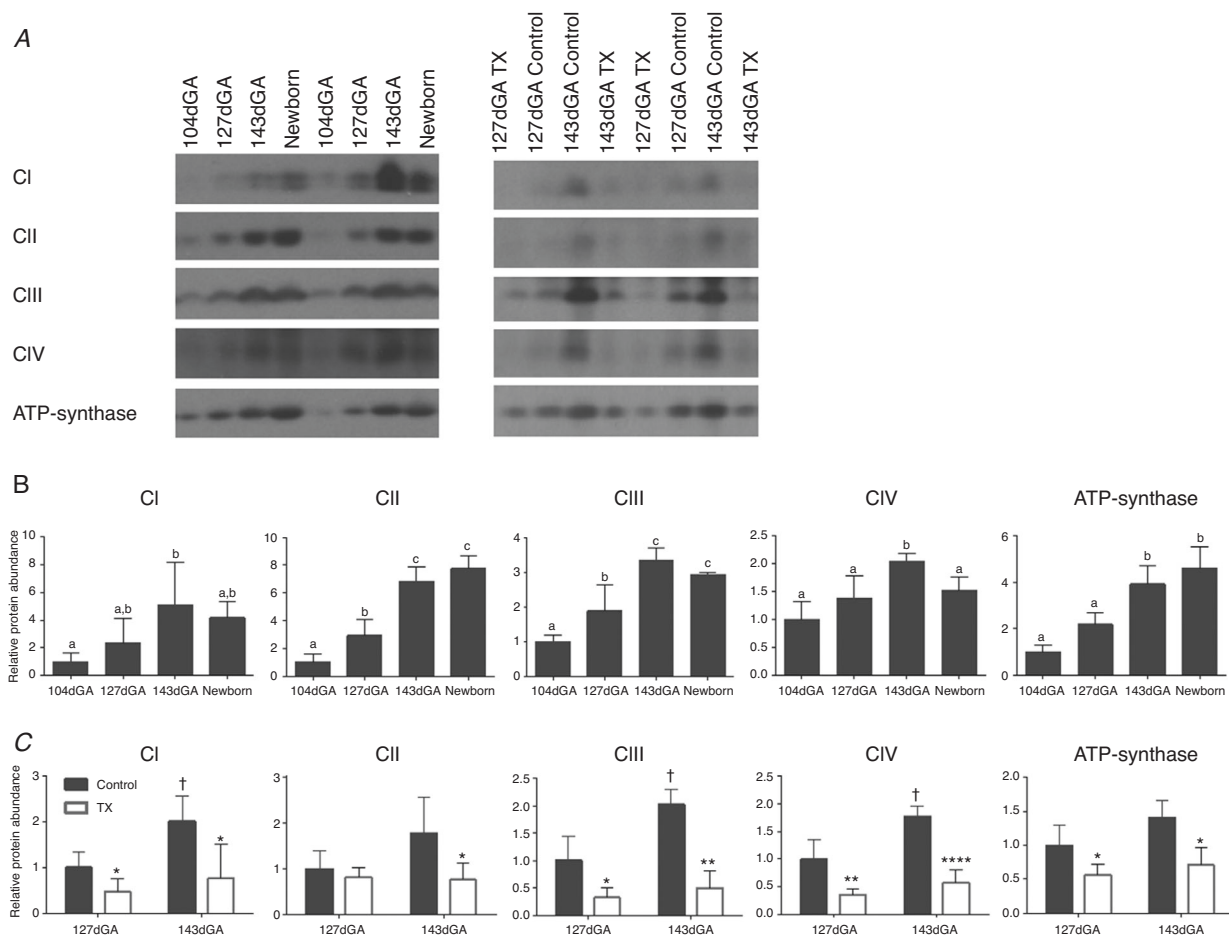 A
104dGA 127dGA 143dGA Newborn 104dGA 127dGA 143dGA Newborn
127dGA TX 127dGA Control 143dGA Control 143dGA TX 127dGA TX 127dGA Control 143dGA Control 143dGA TX
CI
CII
CIII
CIV
ATP-synthase
B
CI CII CIII CIV ATP-synthase
Relative protein abundance
10
8
6
4
2
0
a a,b b a,b
104dGA 127dGA 143dGA Newborn
10
8
6
4
2
0
a b c c
104dGA 127dGA 143dGA Newborn
4
3
2
1
0
a b c c
104dGA 127dGA 143dGA Newborn
2.5
2.0
1.5
1.0
0.5
0.0
a a b a
104dGA 127dGA 143dGA Newborn
6
4
2
0
a a b b
104dGA 127dGA 143dGA Newborn
C
CI CII CIII CIV ATP-synthase
Relative protein abundance
3
2
1
0
Control
TX
* † *
127dGA 143dGA
3
2
1
0
*
127dGA 143dGA
2.5
2.0
1.5
1.0
0.5
0.0
* † **
127dGA 143dGA
2.5
2.0
1.5
1.0
0.5
0.0
** † ****
127dGA 143dGA
2.0
1.5
1.0
0.5
0.0
* *
127dGA 143dGA